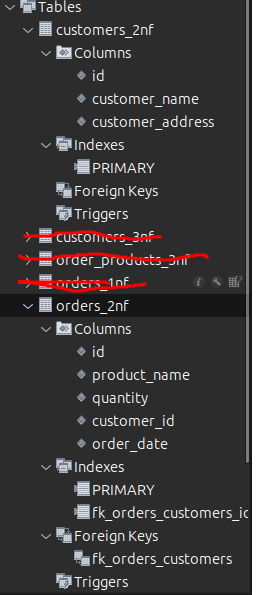 Tables
customers_2nf
Columns
id
customer_name
customer_address
Indexes
PRIMARY
Foreign Keys
Triggers
customers_3nf
order_products_3nf
orders_1nf
orders_2nf
Columns
id
product_name
quantity
customer_id
order_date
Indexes
PRIMARY
fk_orders_customers_ic
Foreign Keys
fk_orders_customers
Triggers